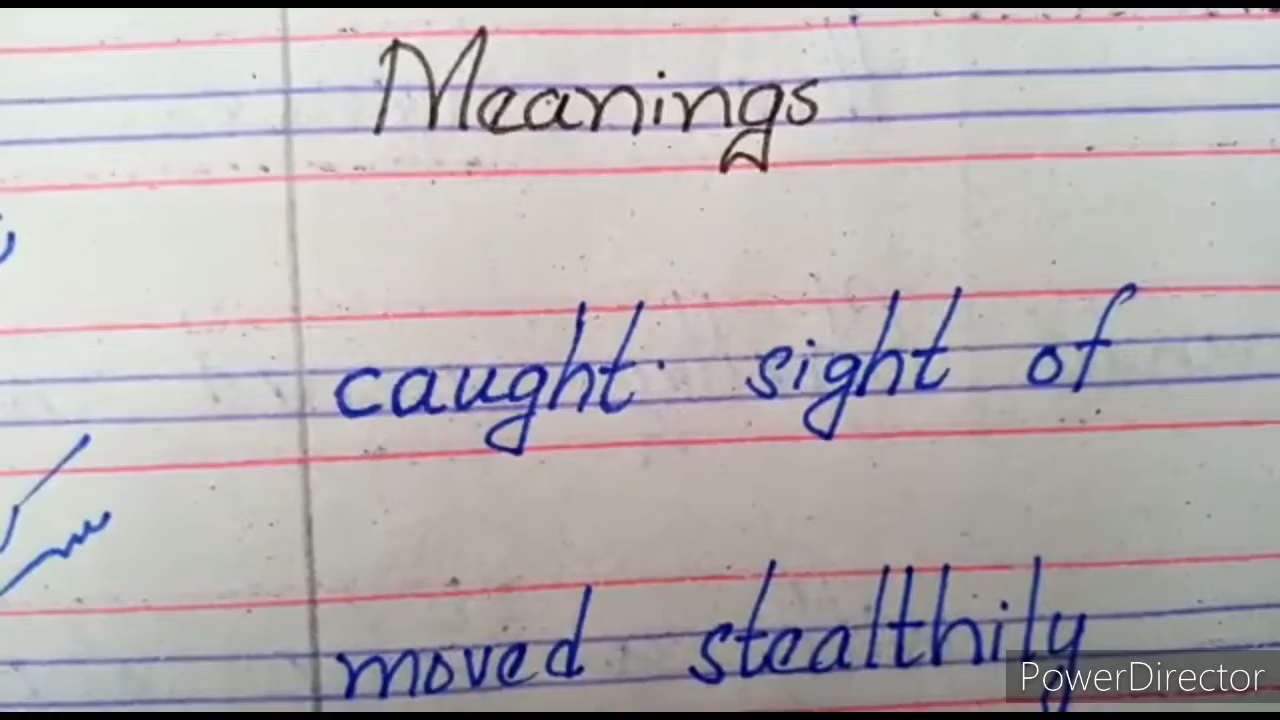 Meanings
caught sight of
moved stealthily
PowerDirector